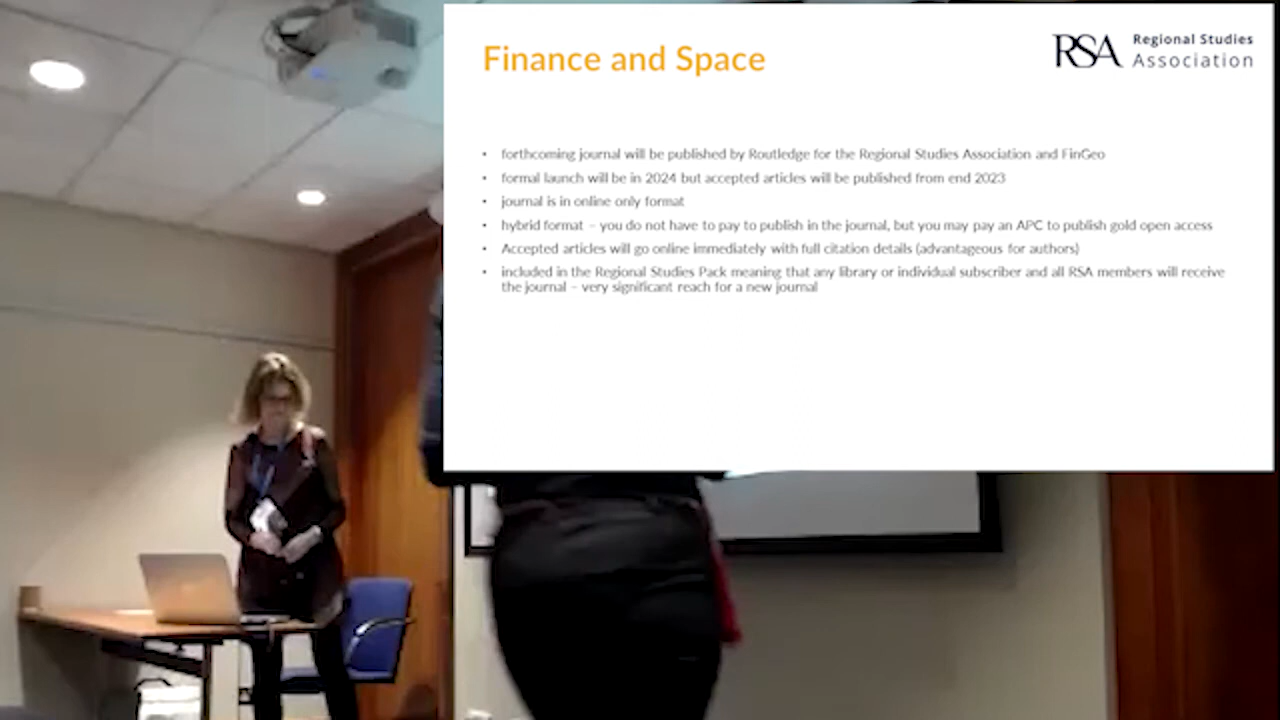 Finance and Space
RSA Regional Studies
Association
• forthcoming journal will be published by Routledge for the Regional Studies Association and FinGeo
• formal launch will be in 2024 but accepted articles will be published from end 2023
• journal is in online only format
• hybrid format – you do not have to pay to publish in the journal, but you may pay an APC to publish gold open access
• Accepted articles will go online immediately with full citation details (advantageous for authors)
• included in the Regional Studies Pack meaning that any library or individual subscriber and all RSA members will receive
the journal – very significant reach for a new journal